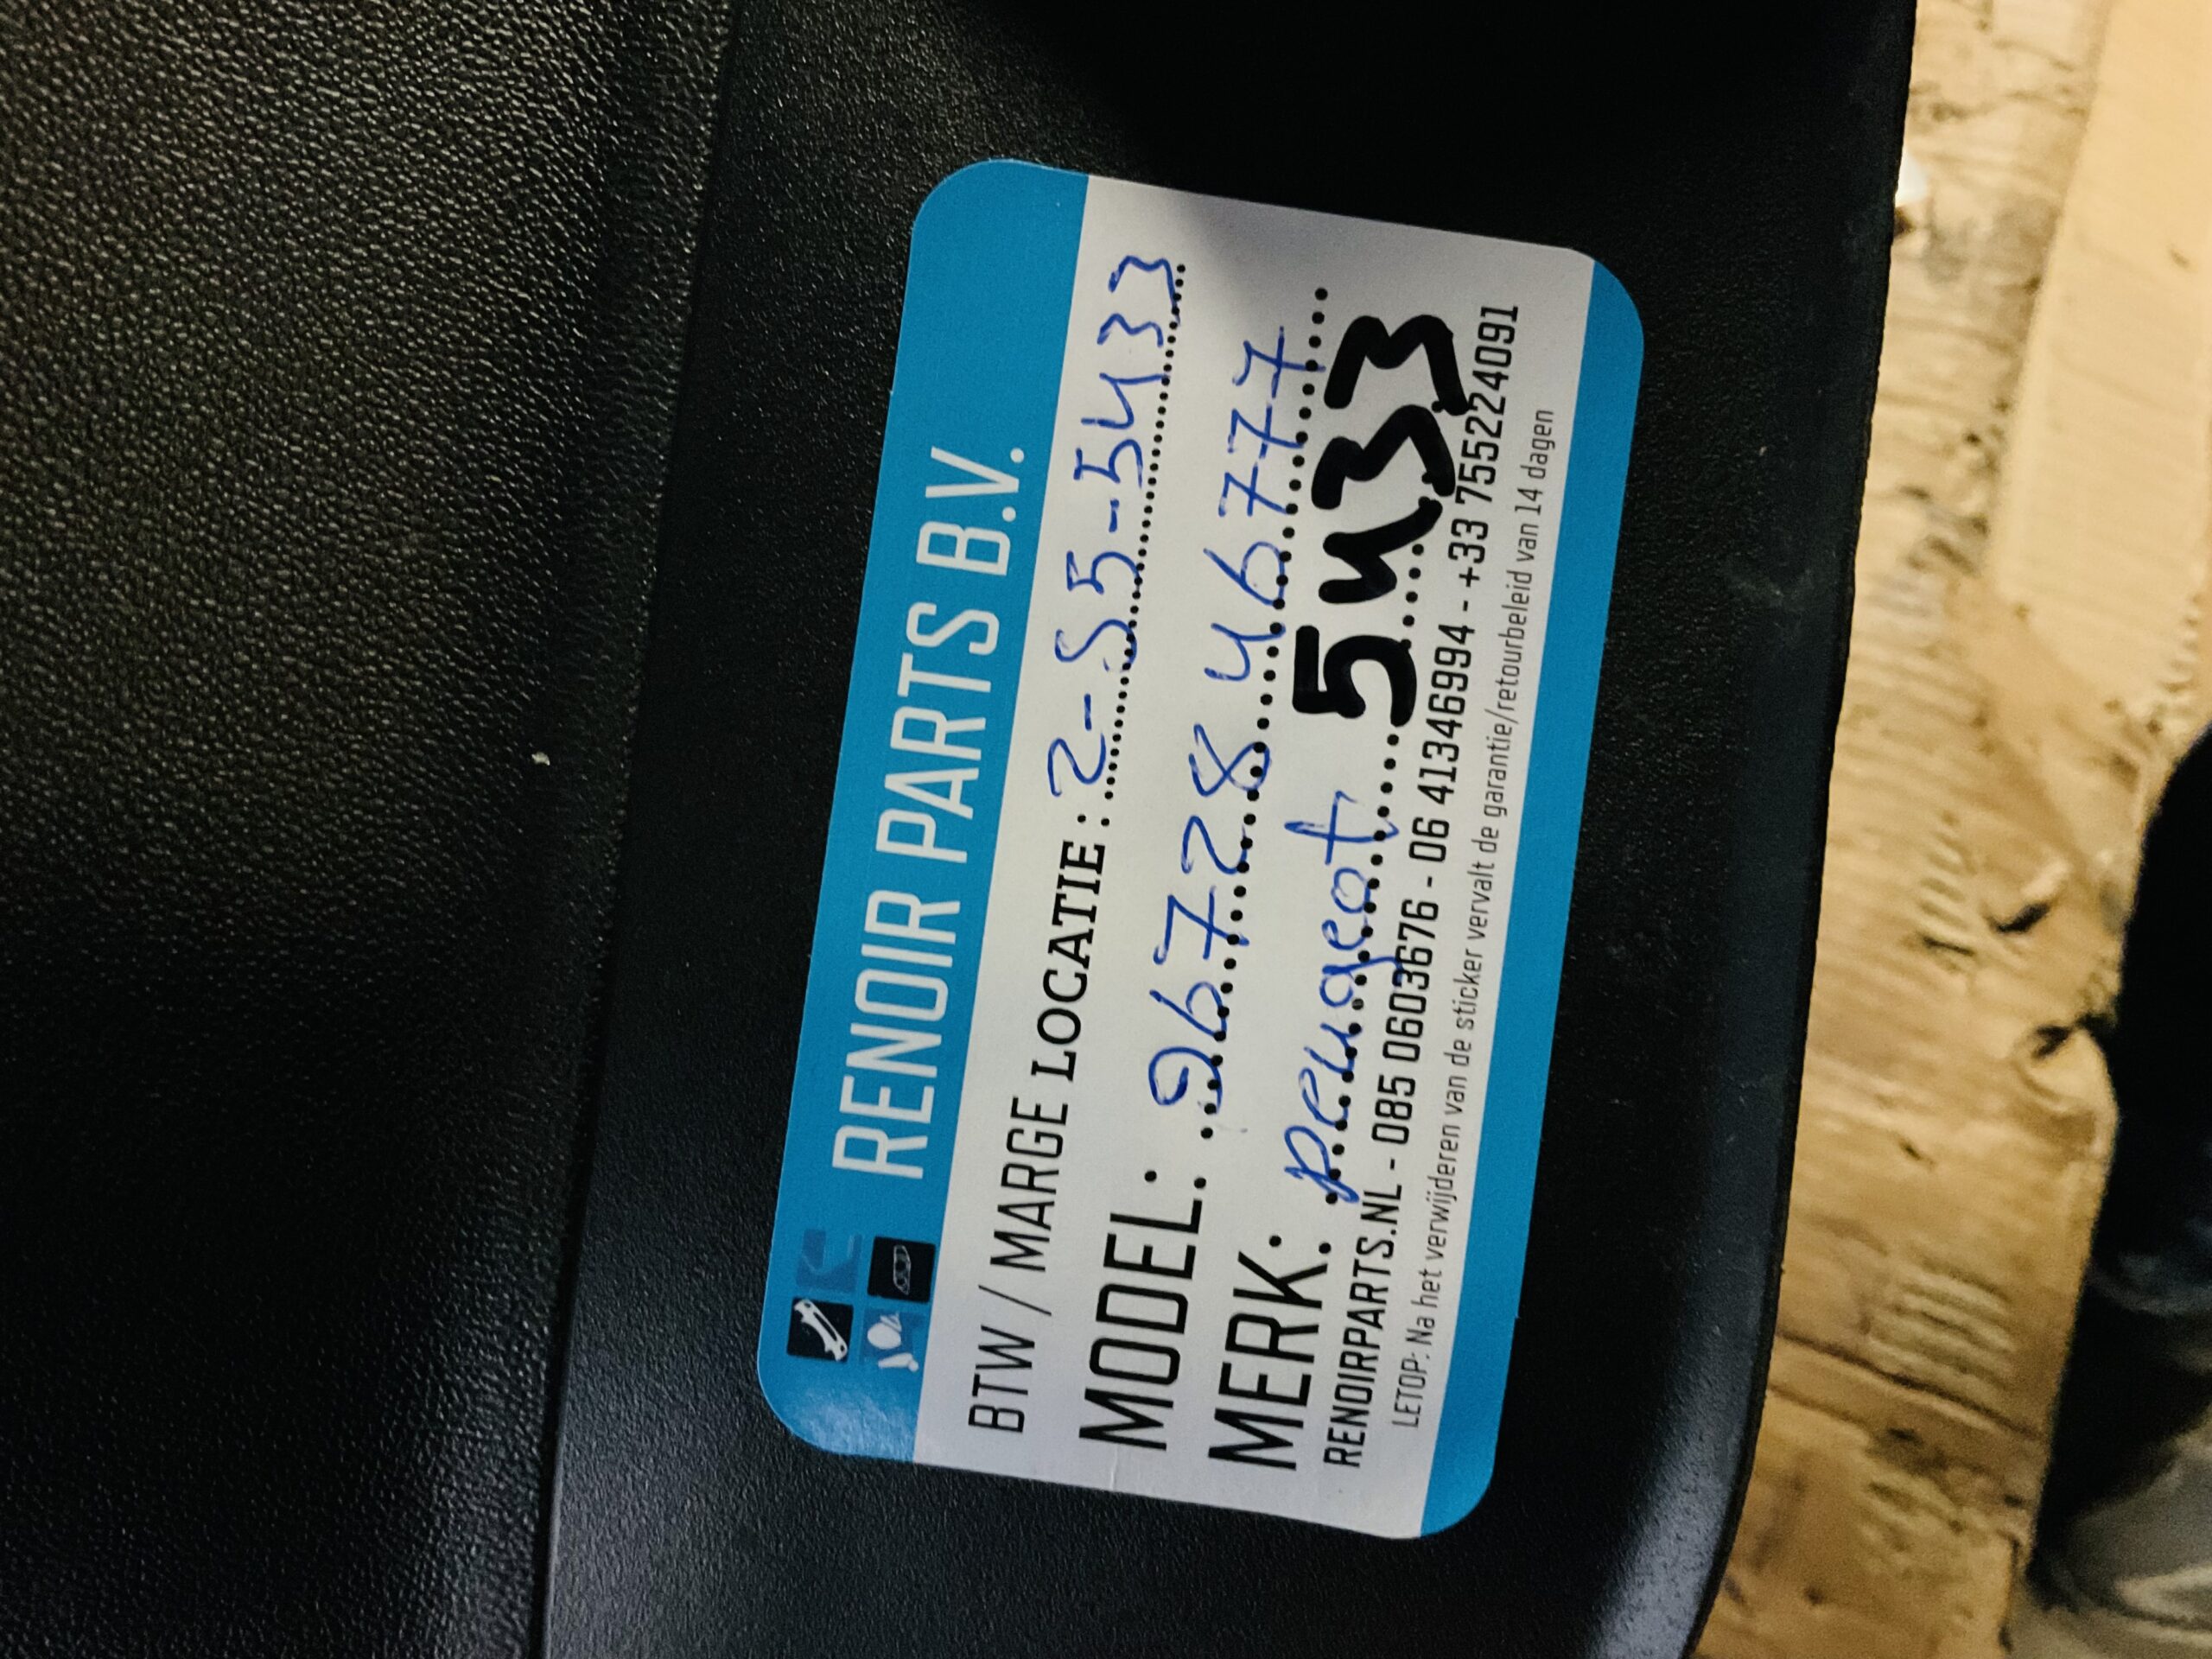 RENOIR PARTS B.V.
BTW / MARGE LOCATIE: 2-55-5433
MODEL: 9672846777
MERK: peugeot 5433
RENOIRPARTS.NL - 085 0603676 - 06 41346994 - +33 755224091
LETOP: Na het verwijderen van de sticker vervalt de garantie/retourbeleid van 14 dagen